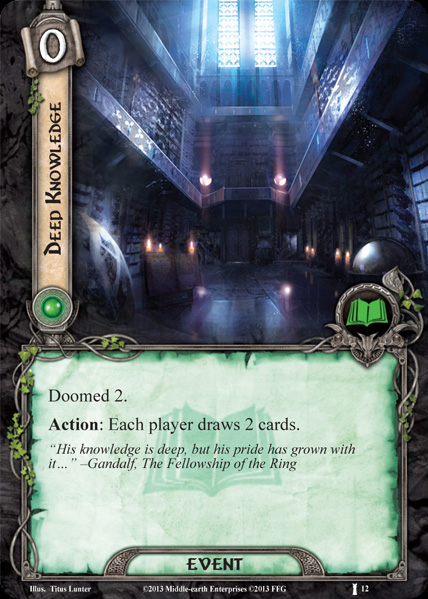 0
Deep Knowledge
Doomed 2.
Action: Each player draws 2 cards.
“His knowledge is deep, but his pride has grown with
it…” –Gandalf, The Fellowship of the Ring
EVENT
Illus. Titus Lunter ©2013 Middle-earth Enterprises ©2013 FFG 12